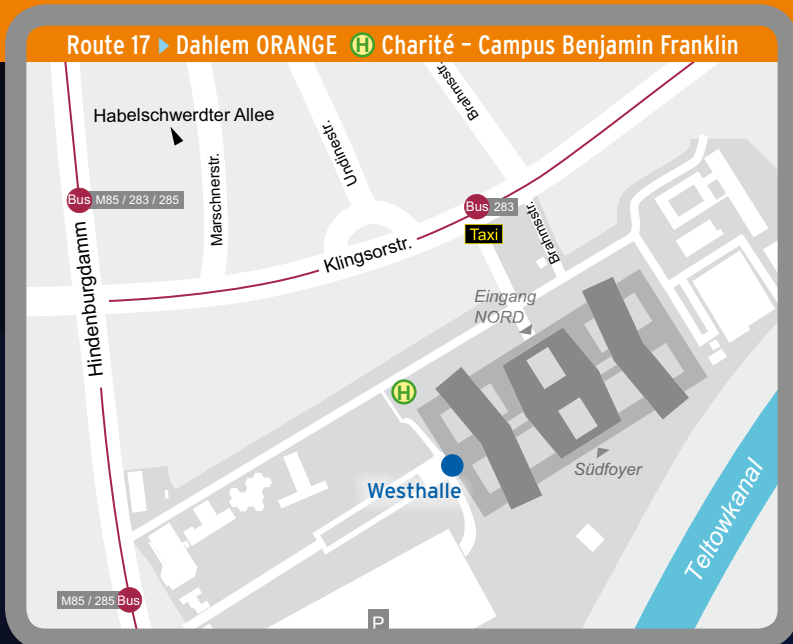 Route 17 ▶ Dahlem ORANGE H Charité – Campus Benjamin Franklin
Brahmsstr.
Habelschwerdter Allee
Undinestr.
Marschnerstr.
Bus M85 / 283 / 285
Bus 283
Taxi
Brahmsstr.
Klingsorstr.
Hindenburgdamm
Eingang
NORD
H
Südfoyer
Westhalle
Teltowkanal
M85 / 285 Bus
P